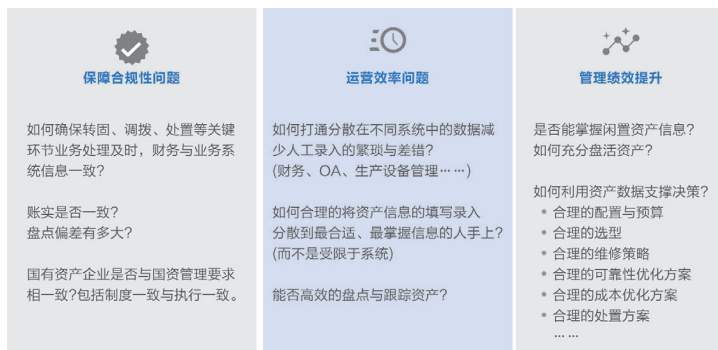 保障合规性问题
如何确保转固、调拨、处置等关键
环节业务处理及时，财务与业务系
统信息一致？
账实是否一致？
盘点偏差有多大？
国有资产企业是否与国资管理要求
相一致?包括制度一致与执行一致。
运营效率问题
如何打通分散在不同系统中的数据减
少人工录入的繁琐与差错?
(财务、OA、生产设备管理……)
如何合理的将资产信息的填写录入
分散到最合适、最掌握信息的人手上?
(而不是受限于系统)
能否高效的盘点与跟踪资产?
管理绩效提升
是否能掌握闲置资产信息?
如何充分盘活资产?
如何利用资产数据支撑决策?
• 合理的配置与预算
• 合理的选型
• 合理的维修策略
• 合理的可靠性优化方案
• 合理的成本优化方案
• 合理的处置方案
……